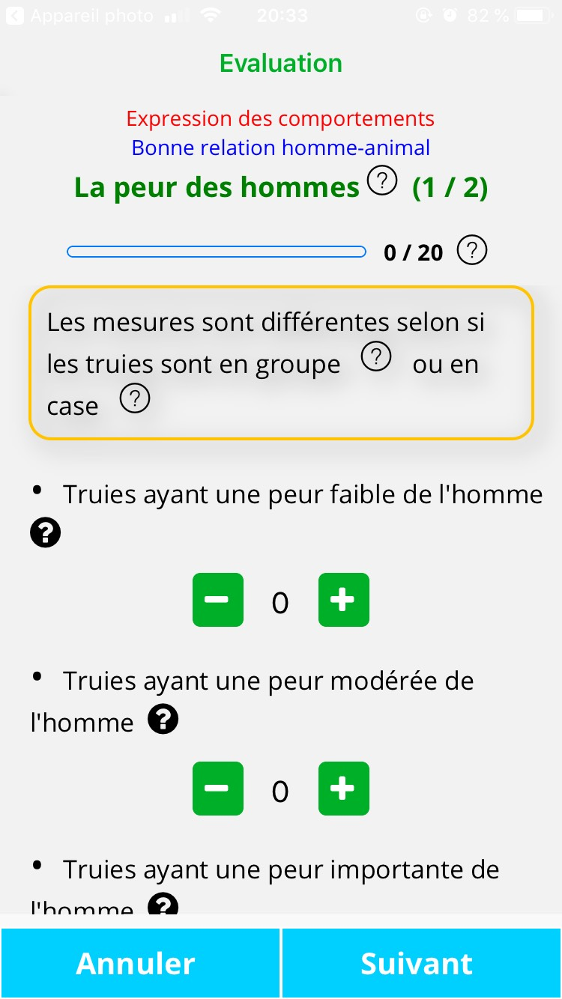 Appareil photo 20:33 82 %
Evaluation
Expression des comportements
Bonne relation homme-animal
La peur des hommes ? (1 / 2)
0 / 20 ?
Les mesures sont différentes selon si
les truies sont en groupe ? ou en
case ?
• Truies ayant une peur faible de l'homme
?
− 0 +
• Truies ayant une peur modérée de
l'homme ?
− 0 +
• Truies ayant une peur importante de
l'homme ?
Annuler Suivant